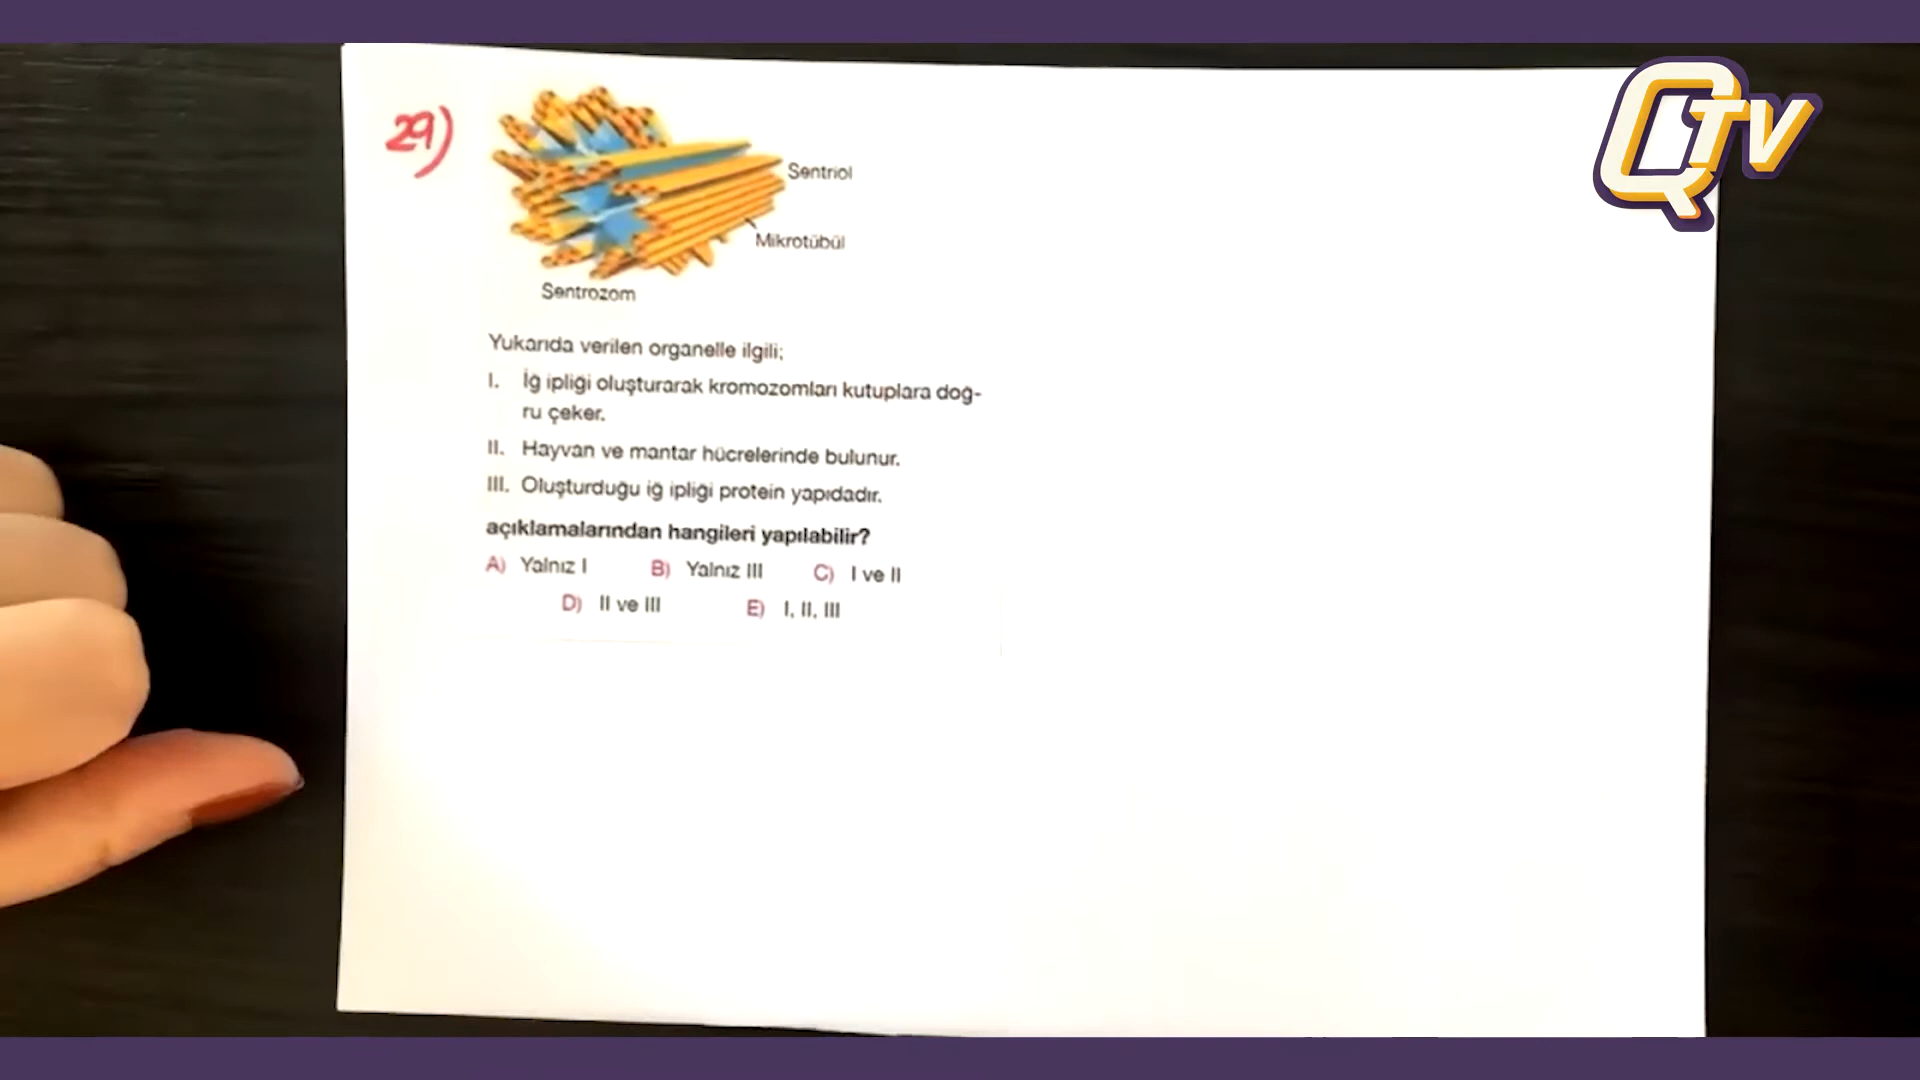 QTV
29)
Sentriol
Mikrotübül
Sentrozom
Yukarıda verilen organelle ilgili;
I. İğ ipliği oluşturarak kromozomları kutuplara doğ-
ru çeker.
II. Hayvan ve mantar hücrelerinde bulunur.
III. Oluşturduğu iğ ipliği protein yapıdadır.
açıklamalarından hangileri yapılabilir?
A) Yalnız I B) Yalnız III C) I ve II
D) II ve III E) I, II, III